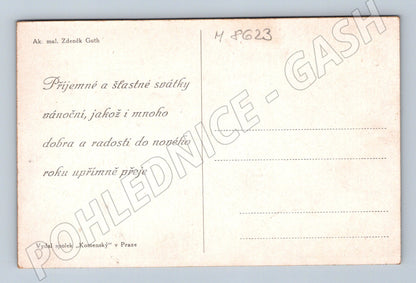 Ak. mal. Zdeněk Guth
M 8623
Příjemné a šťastné svátky
vánoční, jakož i mnoho
dobra a radosti do nového
roku upřímně přeje
Vydal spolek „Komenský" v Praze
POHLEDNICE - GASH